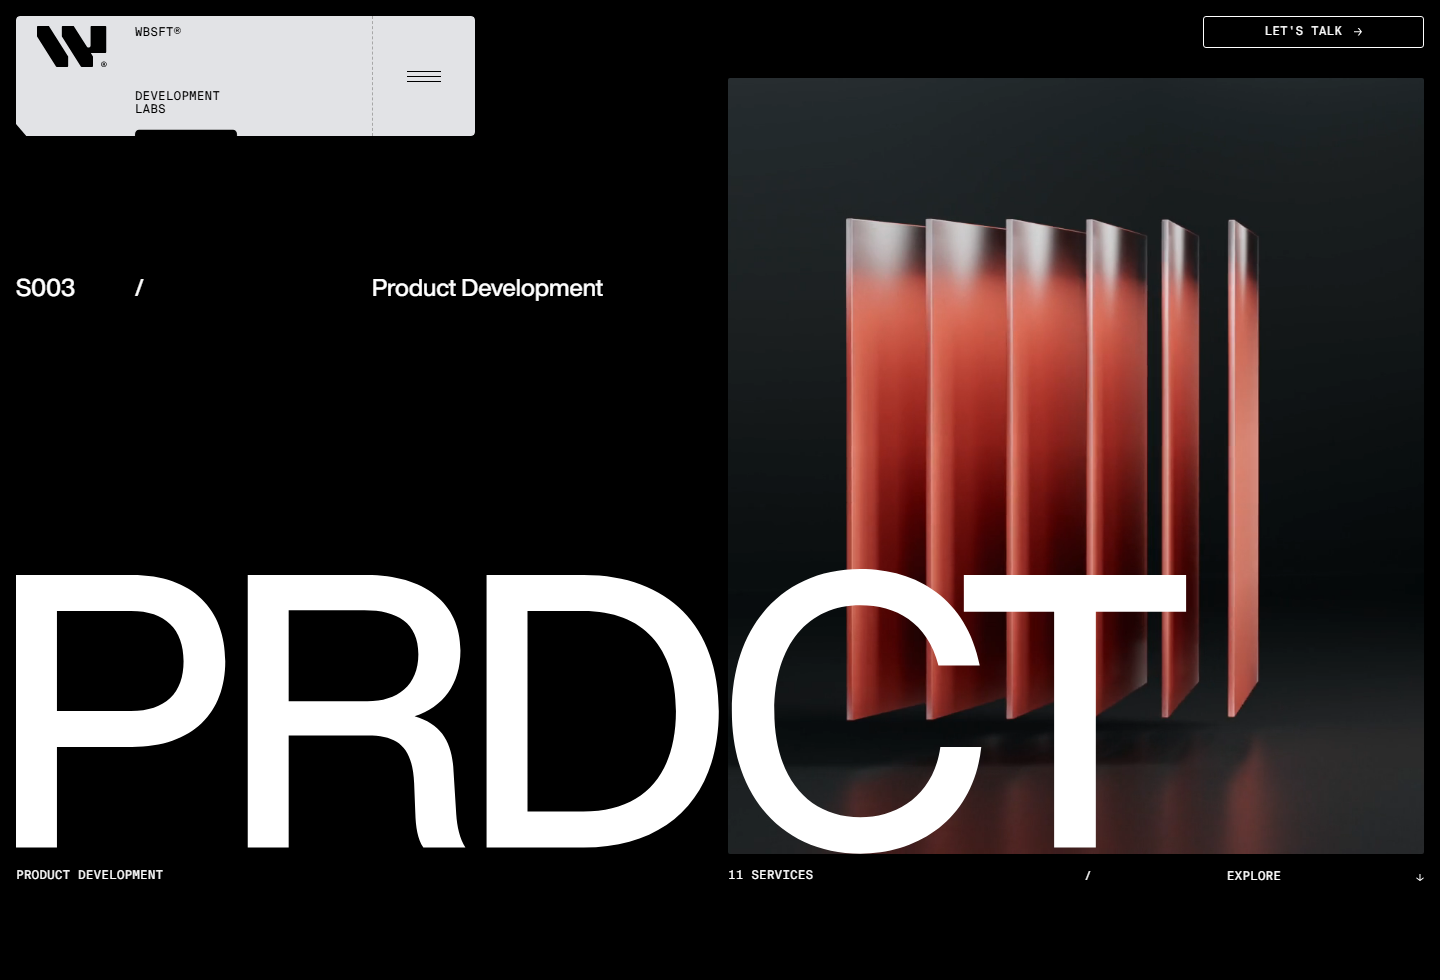 W®
WBSFT®
DEVELOPMENT
LABS
LET'S TALK →
S003 / Product Development
PRDCT
PRODUCT DEVELOPMENT
11 SERVICES / EXPLORE ↓